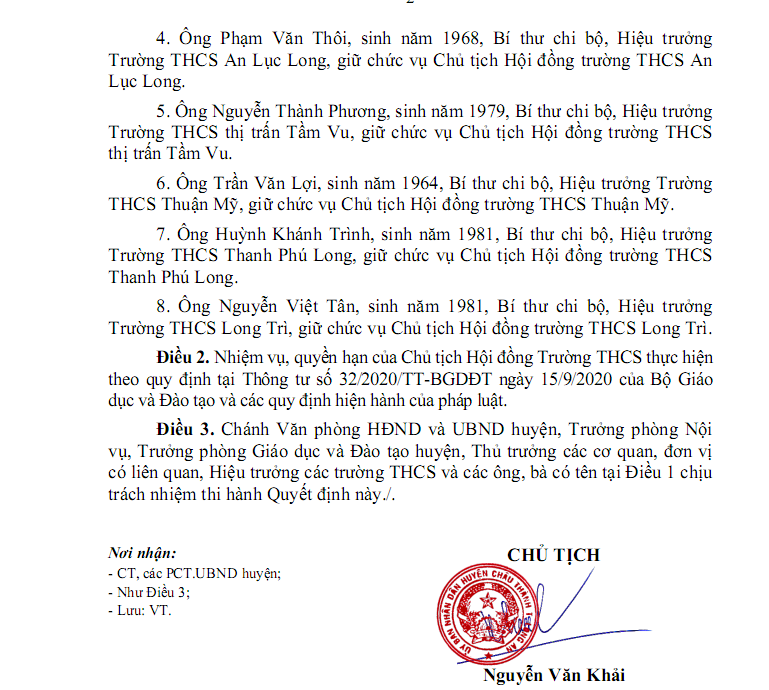 4. Ông Phạm Văn Thôi, sinh năm 1968, Bí thư chi bộ, Hiệu trưởng
Trường THCS An Lục Long, giữ chức vụ Chủ tịch Hội đồng trường THCS An
Lục Long.
5. Ông Nguyễn Thành Phương, sinh năm 1979, Bí thư chi bộ, Hiệu trưởng
Trường THCS thị trấn Tầm Vu, giữ chức vụ Chủ tịch Hội đồng trường THCS
thị trấn Tầm Vu.
6. Ông Trần Văn Lợi, sinh năm 1964, Bí thư chi bộ, Hiệu trưởng Trường
THCS Thuận Mỹ, giữ chức vụ Chủ tịch Hội đồng trường THCS Thuận Mỹ.
7. Ông Huỳnh Khánh Trình, sinh năm 1981, Bí thư chi bộ, Hiệu trưởng
Trường THCS Thanh Phú Long, giữ chức vụ Chủ tịch Hội đồng trường THCS
Thanh Phú Long.
8. Ông Nguyễn Việt Tân, sinh năm 1981, Bí thư chi bộ, Hiệu trưởng
Trường THCS Long Trì, giữ chức vụ Chủ tịch Hội đồng trường THCS Long Trì.
Điều 2. Nhiệm vụ, quyền hạn của Chủ tịch Hội đồng Trường THCS thực hiện
theo quy định tại Thông tư số 32/2020/TT-BGDĐT ngày 15/9/2020 của Bộ Giáo
dục và Đào tạo và các quy định hiện hành của pháp luật.
Điều 3. Chánh Văn phòng HĐND và UBND huyện, Trưởng phòng Nội
vụ, Trưởng phòng Giáo dục và Đào tạo huyện, Thủ trưởng các cơ quan, đơn vị
có liên quan, Hiệu trưởng các trường THCS và các ông, bà có tên tại Điều 1 chịu
trách nhiệm thi hành Quyết định này./.
Nơi nhận:
- CT, các PCT.UBND huyện;
- Như Điều 3;
- Lưu: VT.
CHỦ TỊCH
ỦY BAN NHÂN DÂN HUYỆN CHÂU THÀNH
T.LONG AN
Nguyễn Văn Khải